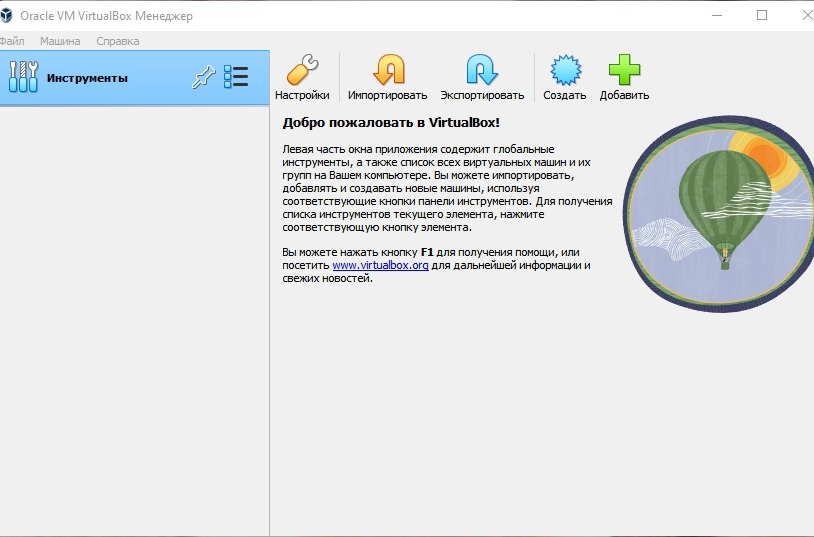 Oracle VM VirtualBox Менеджер
Файл Машина Справка
Инструменты
Настройки Импортировать Экспортировать Создать Добавить
Добро пожаловать в VirtualBox!
Левая часть окна приложения содержит глобальные
инструменты, а также список всех виртуальных машин и их
групп на Вашем компьютере. Вы можете импортировать,
добавлять и создавать новые машины, используя
соответствующие кнопки панели инструментов. Для получения
списка инструментов текущего элемента, нажмите
соответствующую кнопку элемента.
Вы можете нажать кнопку F1 для получения помощи, или
посетить www.virtualbox.org для дальнейшей информации и
свежих новостей.